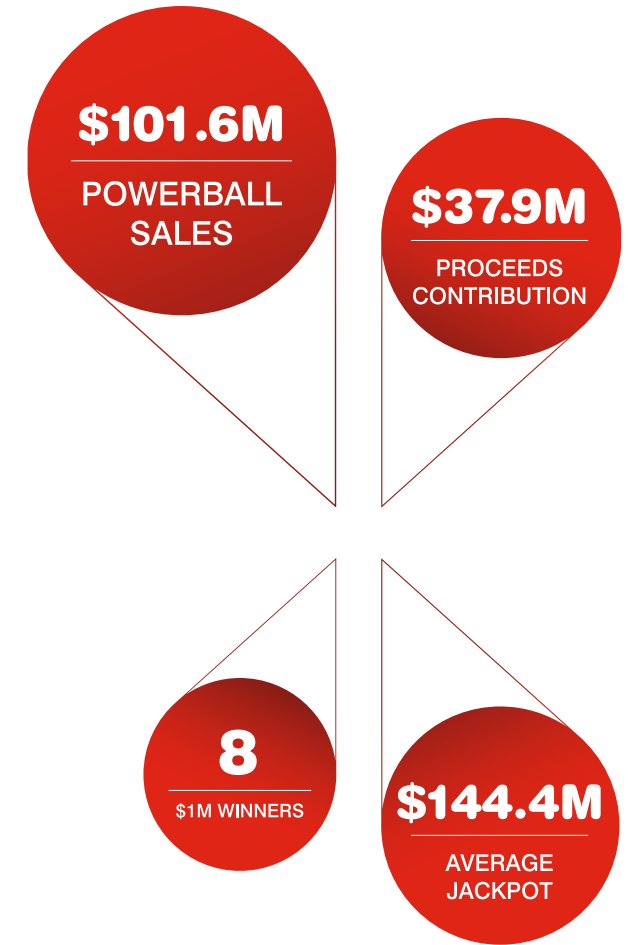 $101.6M
POWERBALL
SALES
$37.9M
PROCEEDS
CONTRIBUTION
8
$1M WINNERS
$144.4M
AVERAGE
JACKPOT